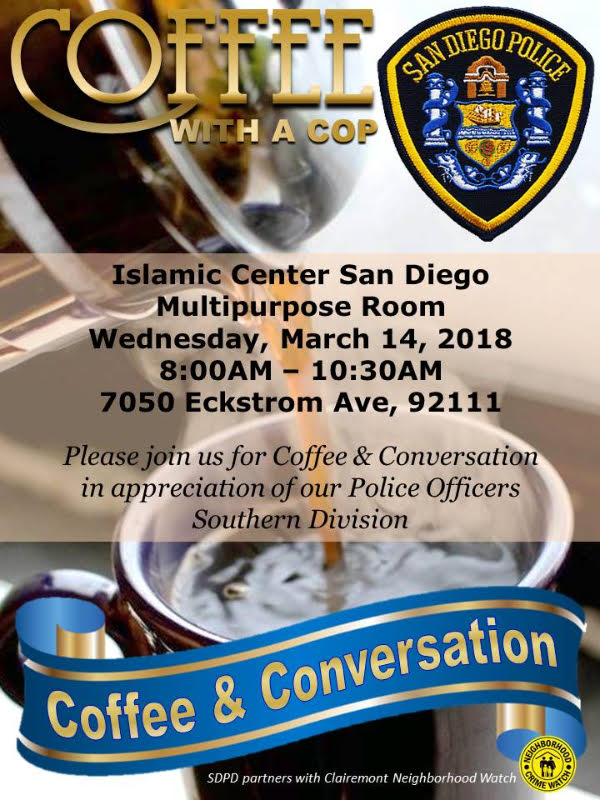 COFFEE
WITH A COP
SAN DIEGO POLICE
Islamic Center San Diego
Multipurpose Room
Wednesday, March 14, 2018
8:00AM – 10:30AM
7050 Eckstrom Ave, 92111
Please join us for Coffee & Conversation
in appreciation of our Police Officers
Southern Division
Coffee & Conversation
SDPD partners with Clairemont Neighborhood Watch
NEIGHBORHOOD
CRIME WATCH